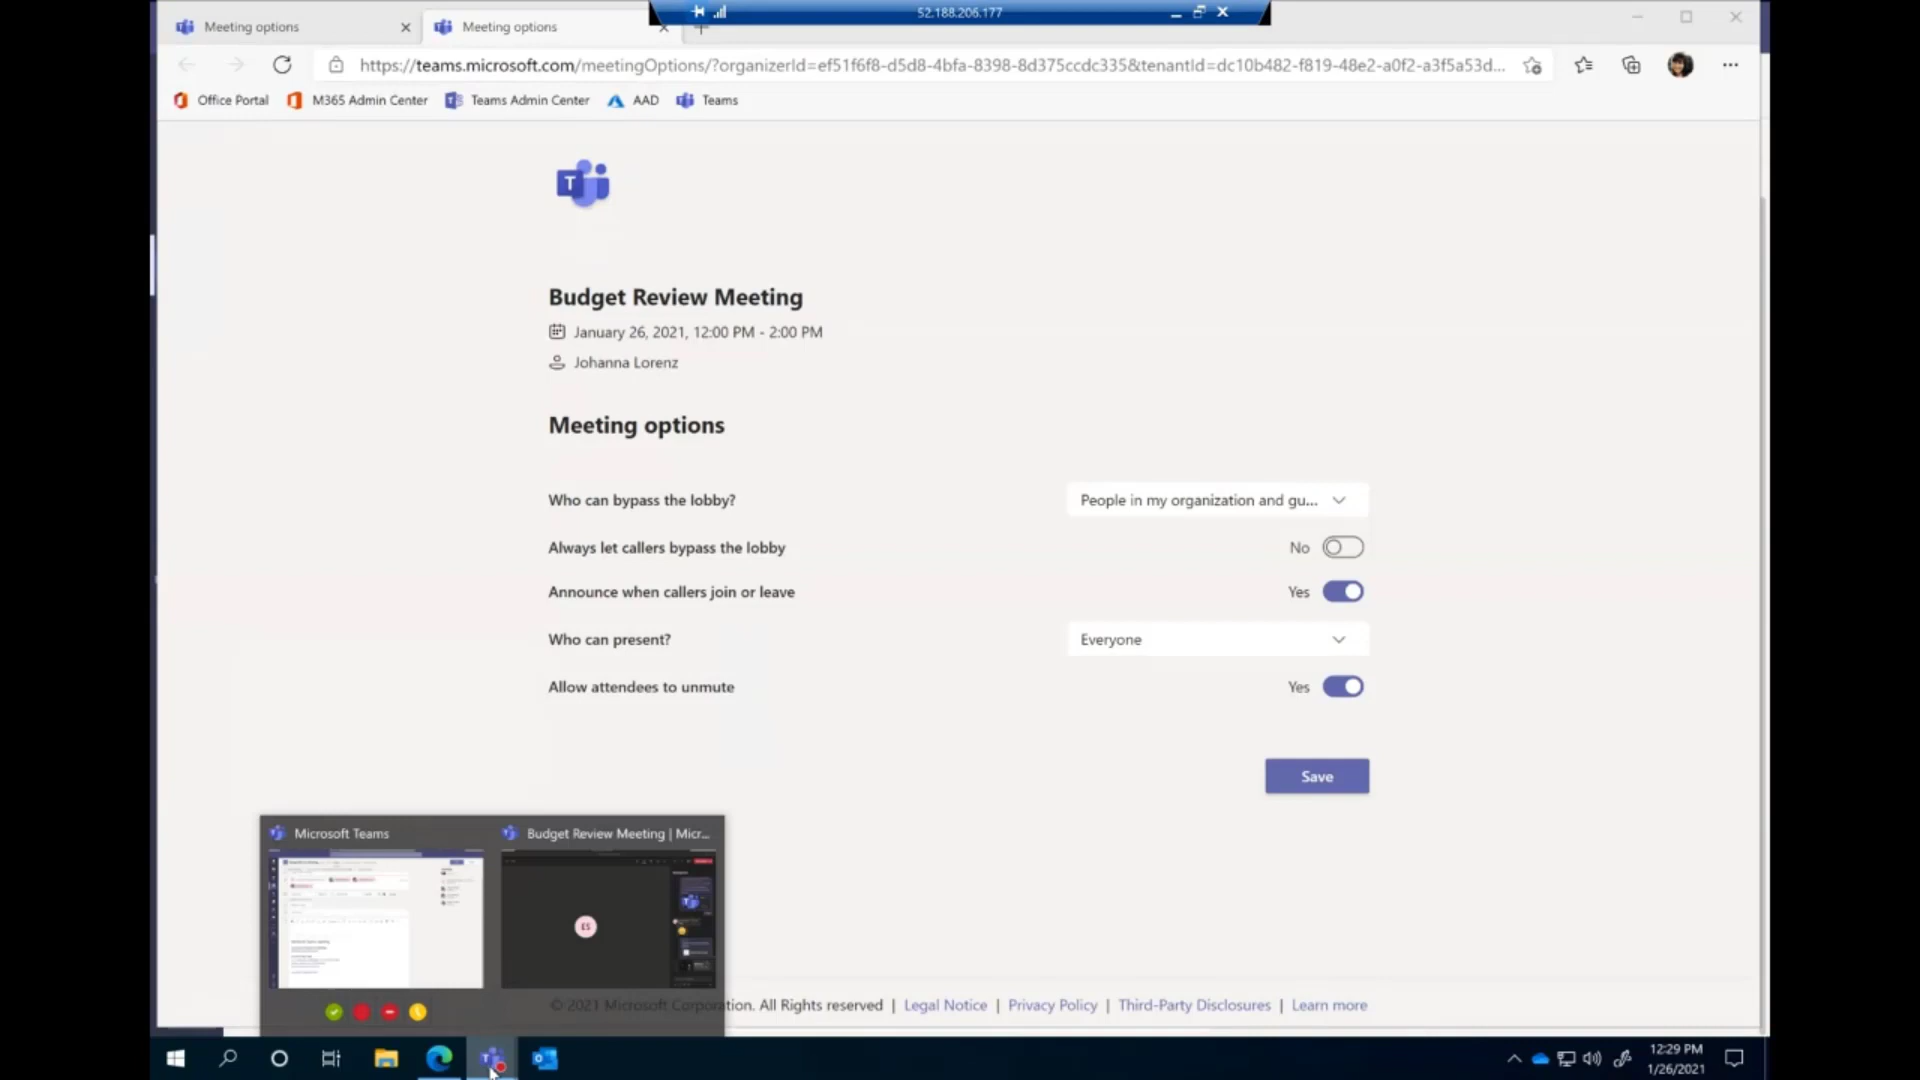 Meeting options
Meeting options
52.188.206.177
https://teams.microsoft.com/meetingOptions/?organizerId=ef51f6f8-d5d8-4bfa-8398-8d375ccdc335&tenantId=dc10b482-f819-48e2-a0f2-a3f5a53d...
Office Portal
M365 Admin Center
Teams Admin Center
AAD
Teams
T
Budget Review Meeting
January 26, 2021, 12:00 PM - 2:00 PM
Johanna Lorenz
Meeting options
Who can bypass the lobby?
People in my organization and gu...
Always let callers bypass the lobby
No
Announce when callers join or leave
Yes
Who can present?
Everyone
Allow attendees to unmute
Yes
Save
Microsoft Teams
Budget Review Meeting | Micr...
ES
© 2021 Microsoft Corporation. All Rights reserved | Legal Notice | Privacy Policy | Third-Party Disclosures | Learn more
12:29 PM
1/26/2021